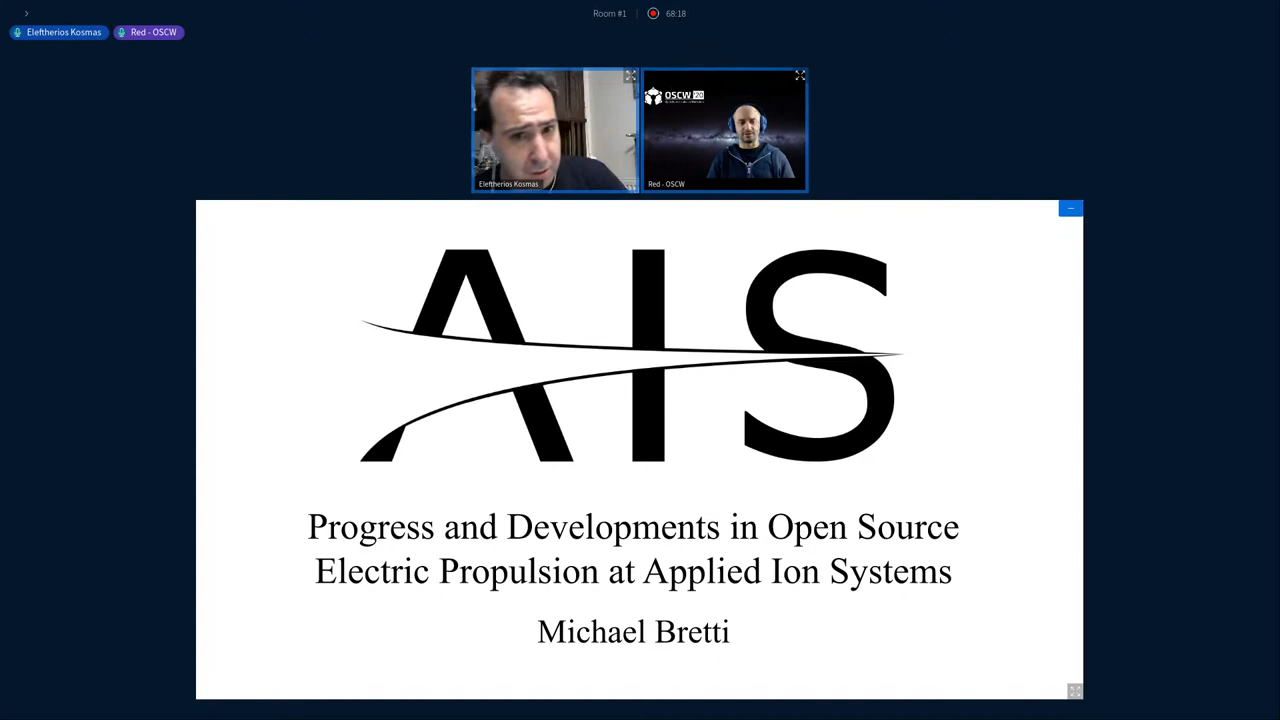 Room #1
68:18
Eleftherios Kosmas
Red - OSCW
OSCW '20
Eleftherios Kosmas
Red - OSCW
AIS
Progress and Developments in Open Source
Electric Propulsion at Applied Ion Systems
Michael Bretti